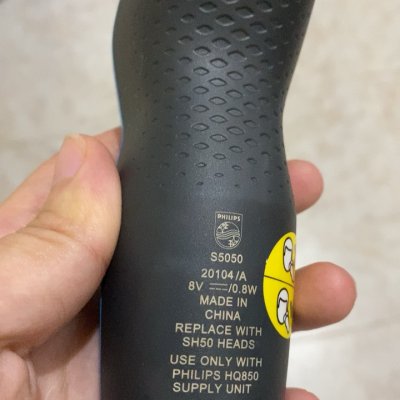 PHILIPS
S5050
20104/A
8V ⎓/0.8W
MADE IN
CHINA
REPLACE WITH
SH50 HEADS
USE ONLY WITH
PHILIPS HQ850
SUPPLY UNIT